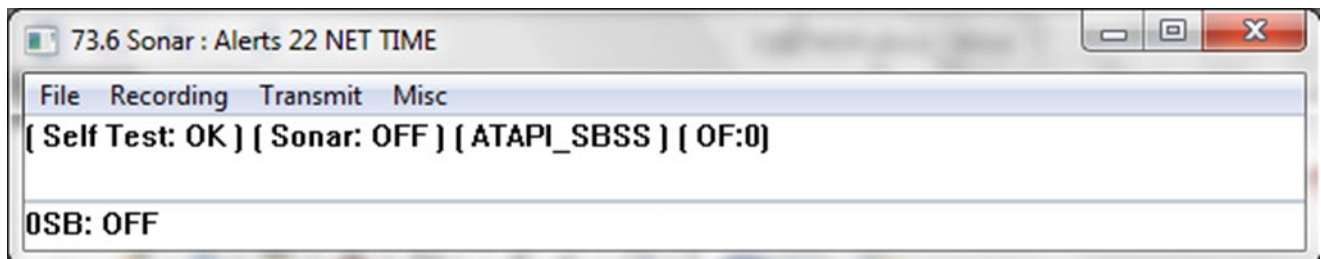 73.6 Sonar : Alerts 22 NET TIME
File Recording Transmit Misc
( Self Test: OK ) ( Sonar: OFF ) ( ATAPI_SBSS ) ( OF:0)
0SB: OFF